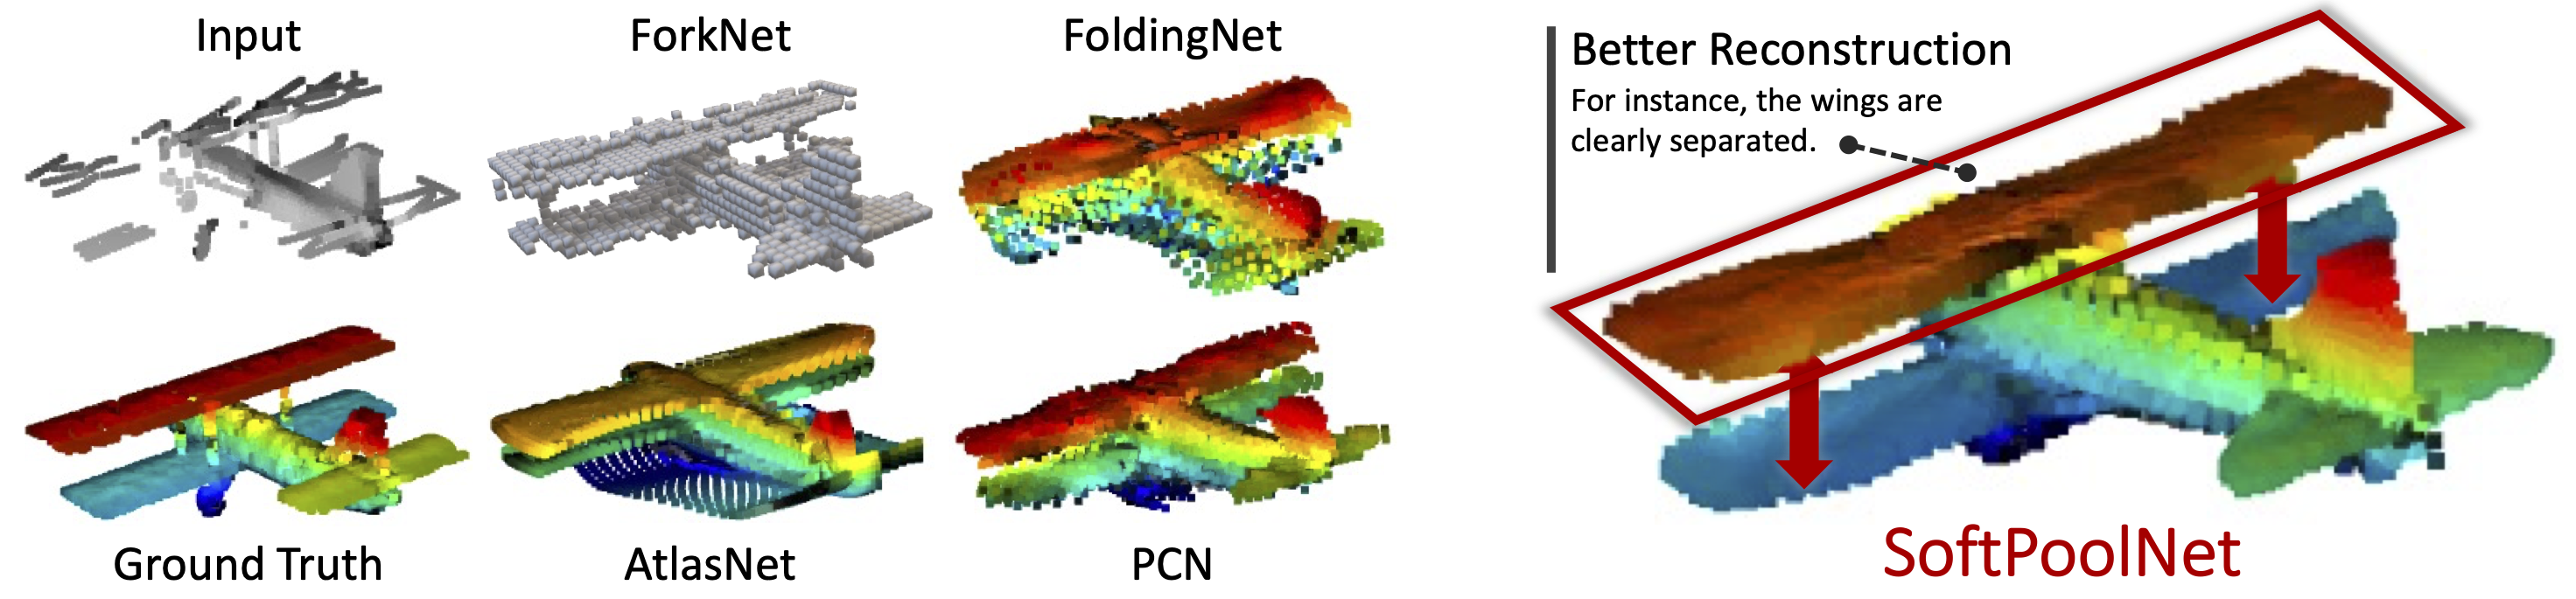 Input
ForkNet
FoldingNet
Ground Truth
AtlasNet
PCN
Better Reconstruction
For instance, the wings are
clearly separated.
SoftPoolNet